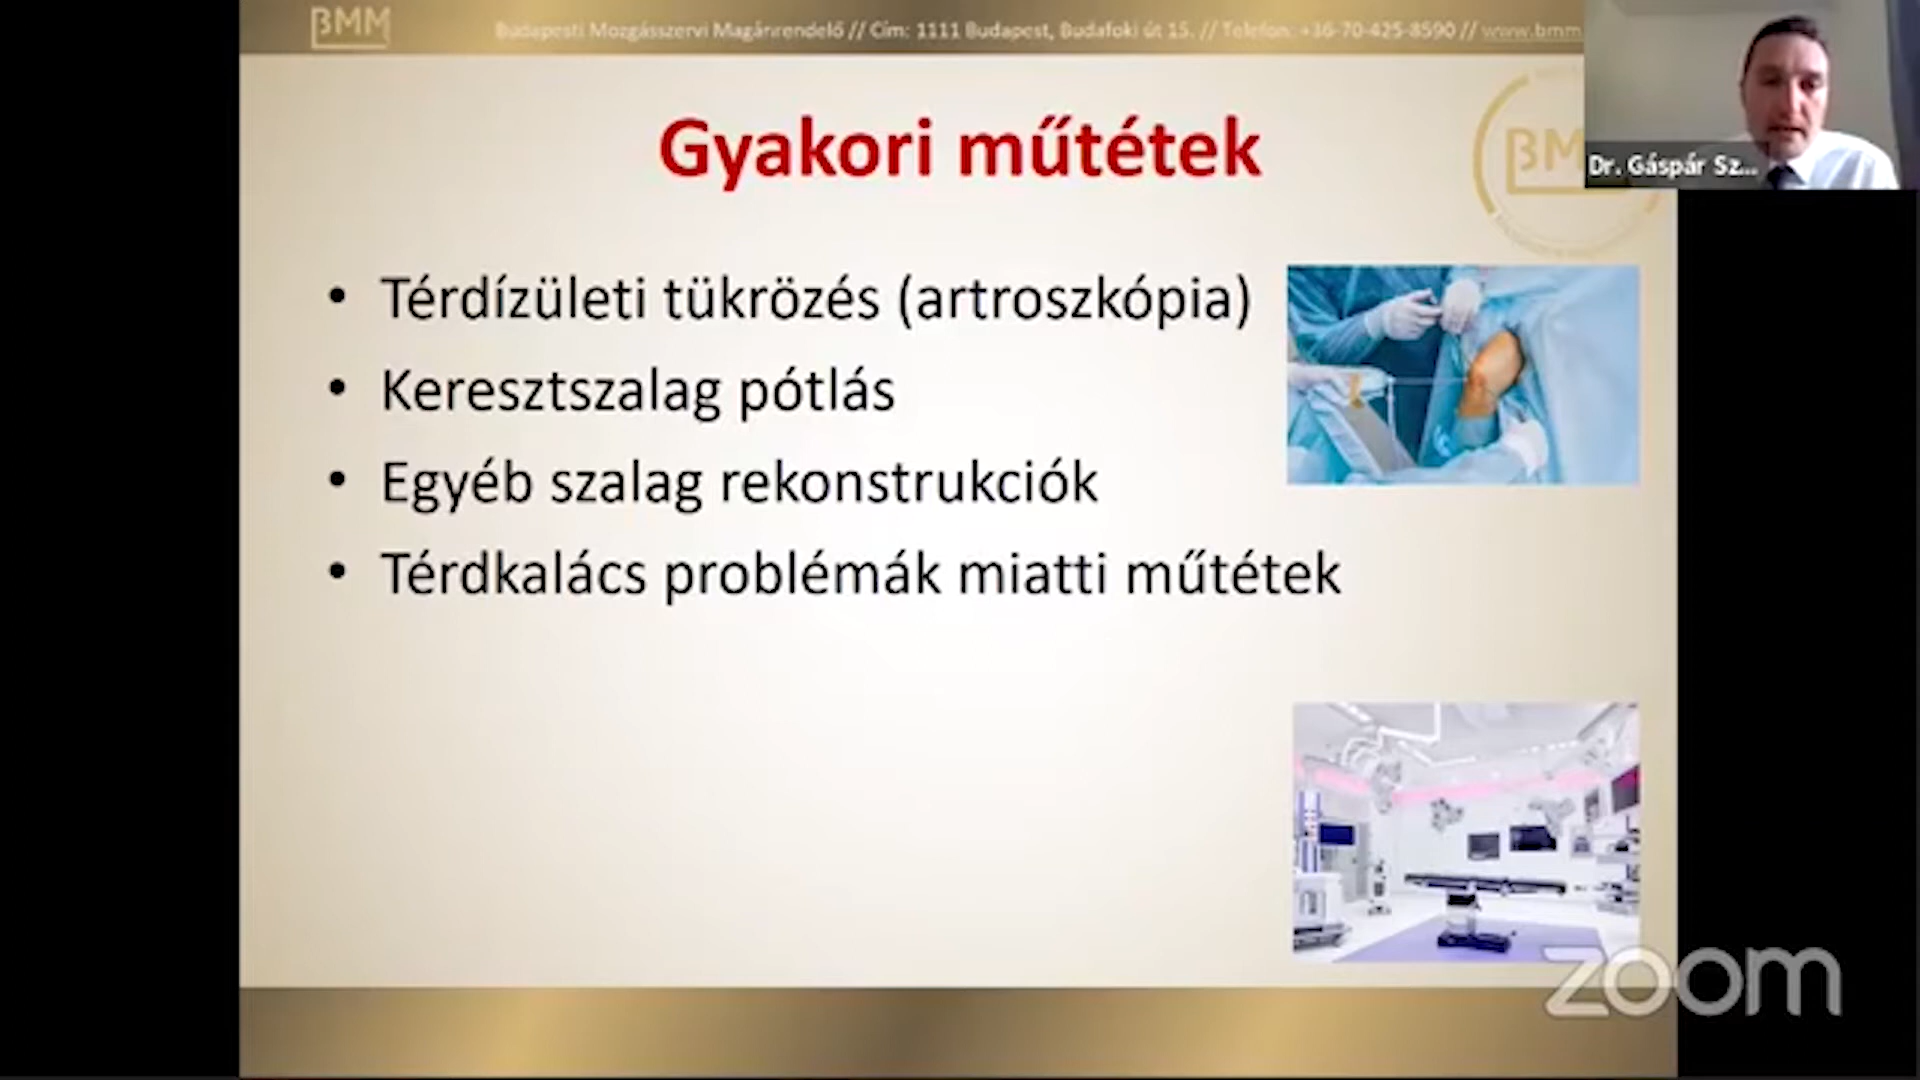 BMM
Budapesti Mozgásszervi Magánrendelő // Cím: 1111 Budapest, Budafoki út 15. // Telefon: +36-70-425-8590 // www.bmm
Gyakori műtétek
BM
Dr. Gáspár Sz...
• Térdízületi tükrözés (artroszkópia)
• Keresztszalag pótlás
• Egyéb szalag rekonstrukciók
• Térdkalács problémák miatti műtétek
zoom